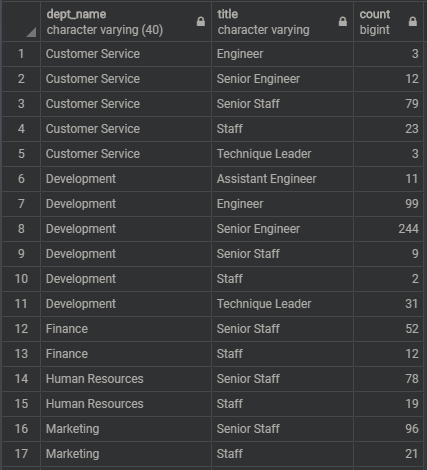 dept_name title count
character varying (40) character varying bigint
1 Customer Service Engineer 3
2 Customer Service Senior Engineer 12
3 Customer Service Senior Staff 79
4 Customer Service Staff 23
5 Customer Service Technique Leader 3
6 Development Assistant Engineer 11
7 Development Engineer 99
8 Development Senior Engineer 244
9 Development Senior Staff 9
10 Development Staff 2
11 Development Technique Leader 31
12 Finance Senior Staff 52
13 Finance Staff 12
14 Human Resources Senior Staff 78
15 Human Resources Staff 19
16 Marketing Senior Staff 96
17 Marketing Staff 21